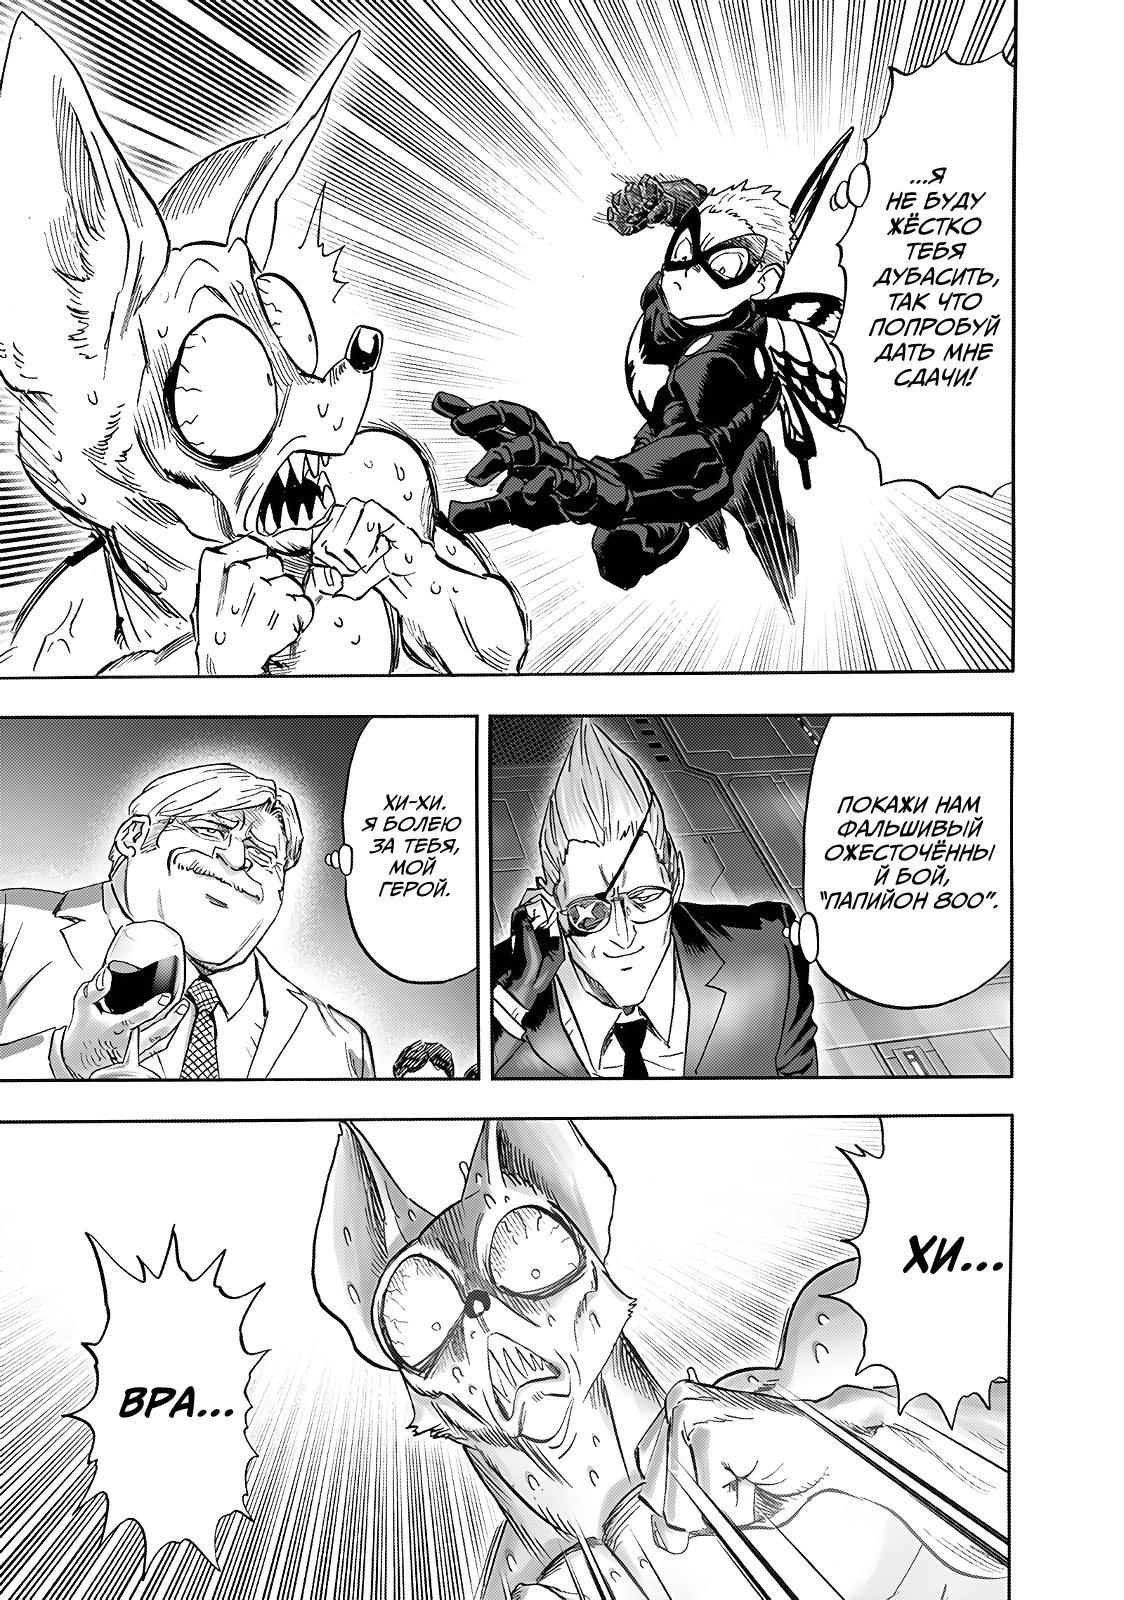 ...Я
НЕ БУДУ
ЖЁСТКО
ТЕБЯ
ДУБАСИТЬ,
ТАК ЧТО
ПОПРОБУЙ
ДАТЬ МНЕ
СДАЧИ!
ПОКАЖИ НАМ
ФАЛЬШИВЫЙ
ОЖЕСТОЧЁННЫ
Й БОЙ,
"ПАПИЙОН 800".
ХИ-ХИ.
Я БОЛЕЮ
ЗА ТЕБЯ,
МОЙ
ГЕРОЙ.
ХИ...
ВРА...